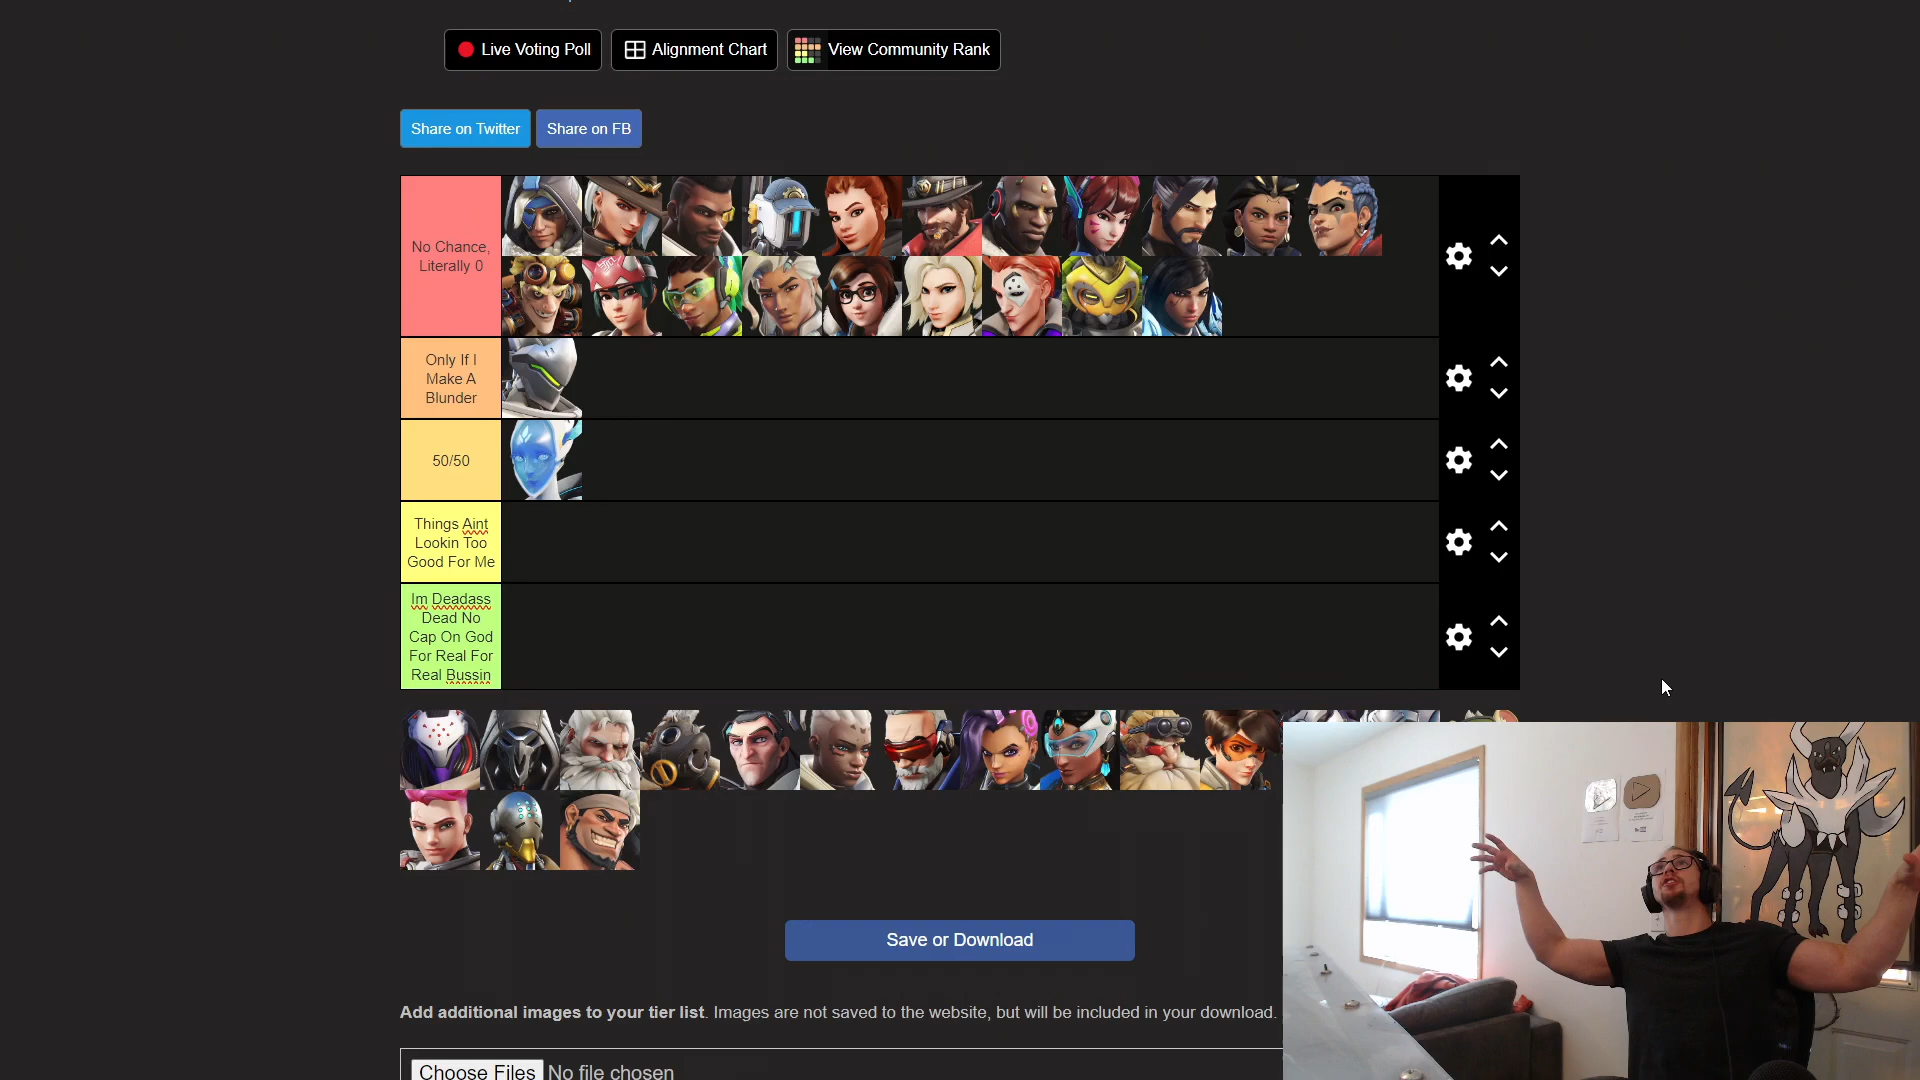 Live Voting Poll
Alignment Chart
View Community Rank
Share on Twitter
Share on FB
No Chance,
Literally 0
Only If I
Make A
Blunder
50/50
Things Aint
Lookin Too
Good For Me
Im Deadass
Dead No
Cap On God
For Real For
Real Bussin
Save or Download
Add additional images to your tier list. Images are not saved to the website, but will be included in your download.
Choose Files No file chosen